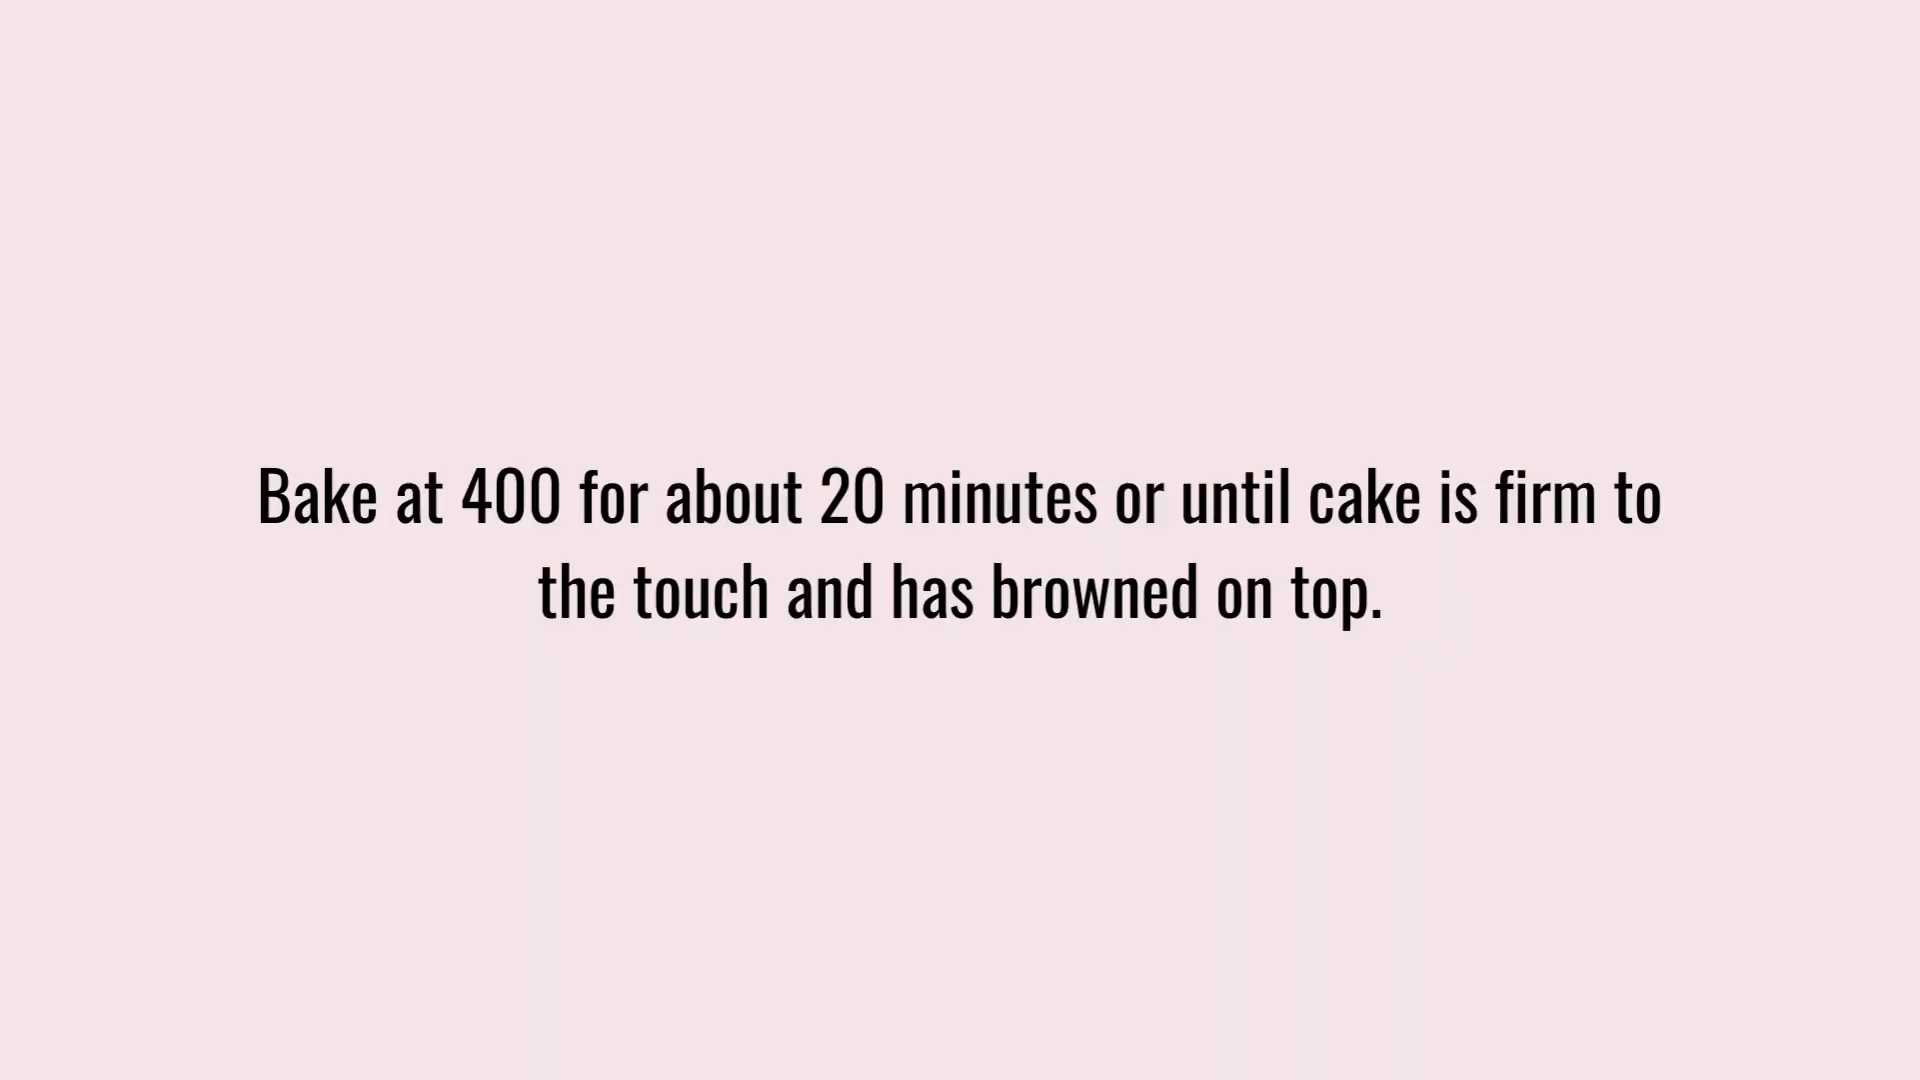 Bake at 400 for about 20 minutes or until cake is firm to
the touch and has browned on top.